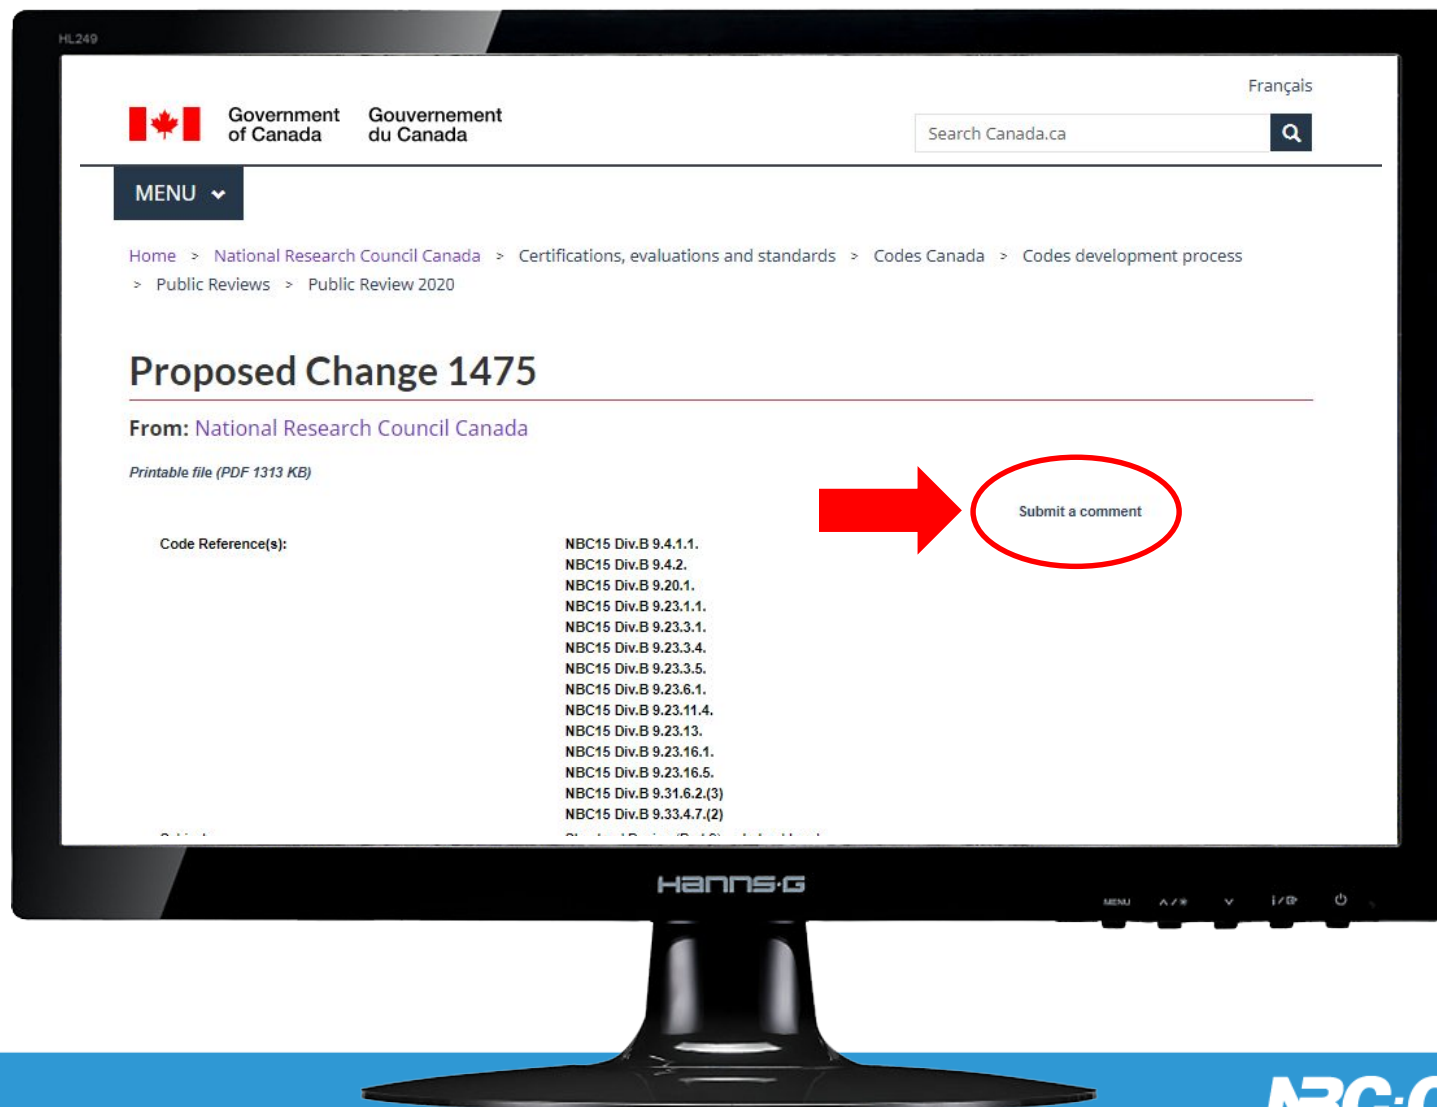 HL249
Français
Government of Canada
Gouvernement du Canada
Search Canada.ca
MENU
Home > National Research Council Canada > Certifications, evaluations and standards > Codes Canada > Codes development process
> Public Reviews > Public Review 2020
Proposed Change 1475
From: National Research Council Canada
Printable file (PDF 1313 KB)
Submit a comment
Code Reference(s):
NBC15 Div.B 9.4.1.1.
NBC15 Div.B 9.4.2.
NBC15 Div.B 9.20.1.
NBC15 Div.B 9.23.1.1.
NBC15 Div.B 9.23.3.1.
NBC15 Div.B 9.23.3.4.
NBC15 Div.B 9.23.3.5.
NBC15 Div.B 9.23.6.1.
NBC15 Div.B 9.23.11.4.
NBC15 Div.B 9.23.13.
NBC15 Div.B 9.23.16.1.
NBC15 Div.B 9.23.16.5.
NBC15 Div.B 9.31.6.2.(3)
NBC15 Div.B 9.33.4.7.(2)
Hanns·G
MENU